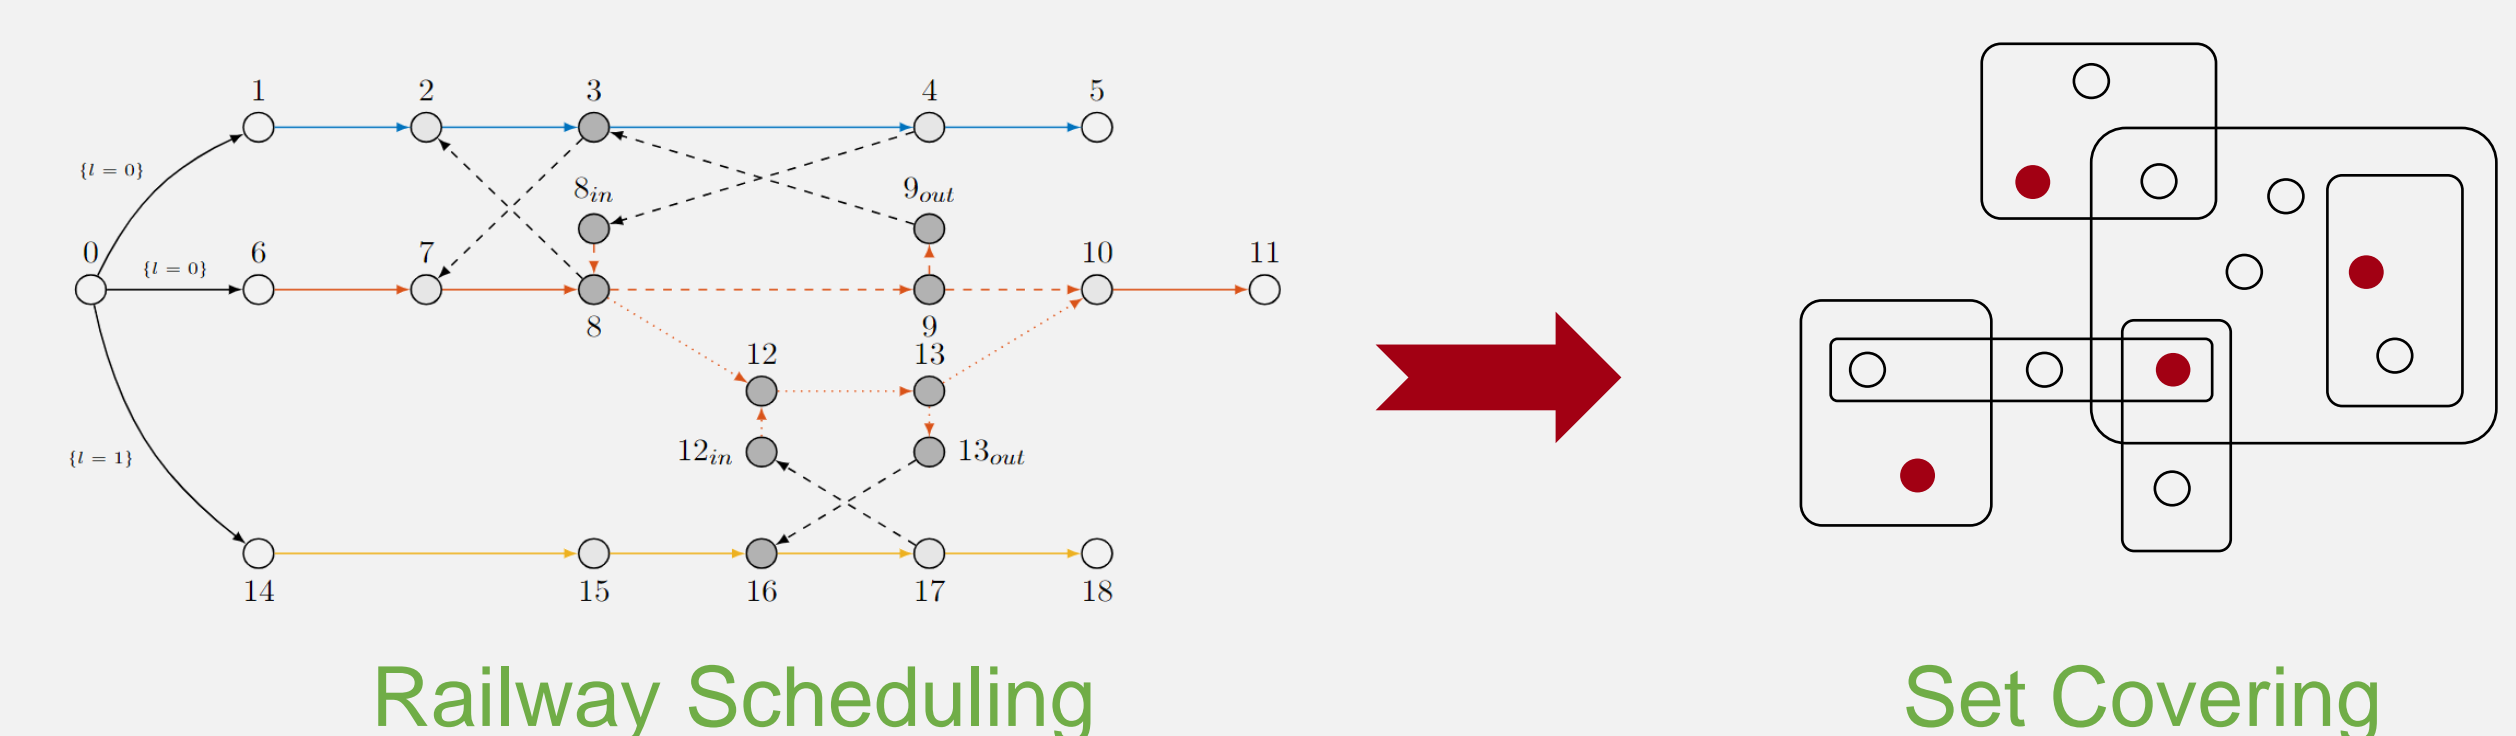 1 2 3 4 5
{l = 0}
8in 9out
0 6 7 10 11
{l = 0}
8 9
12 13
{l = 1} 12in 13out
14 15 16 17 18
Railway Scheduling Set Covering